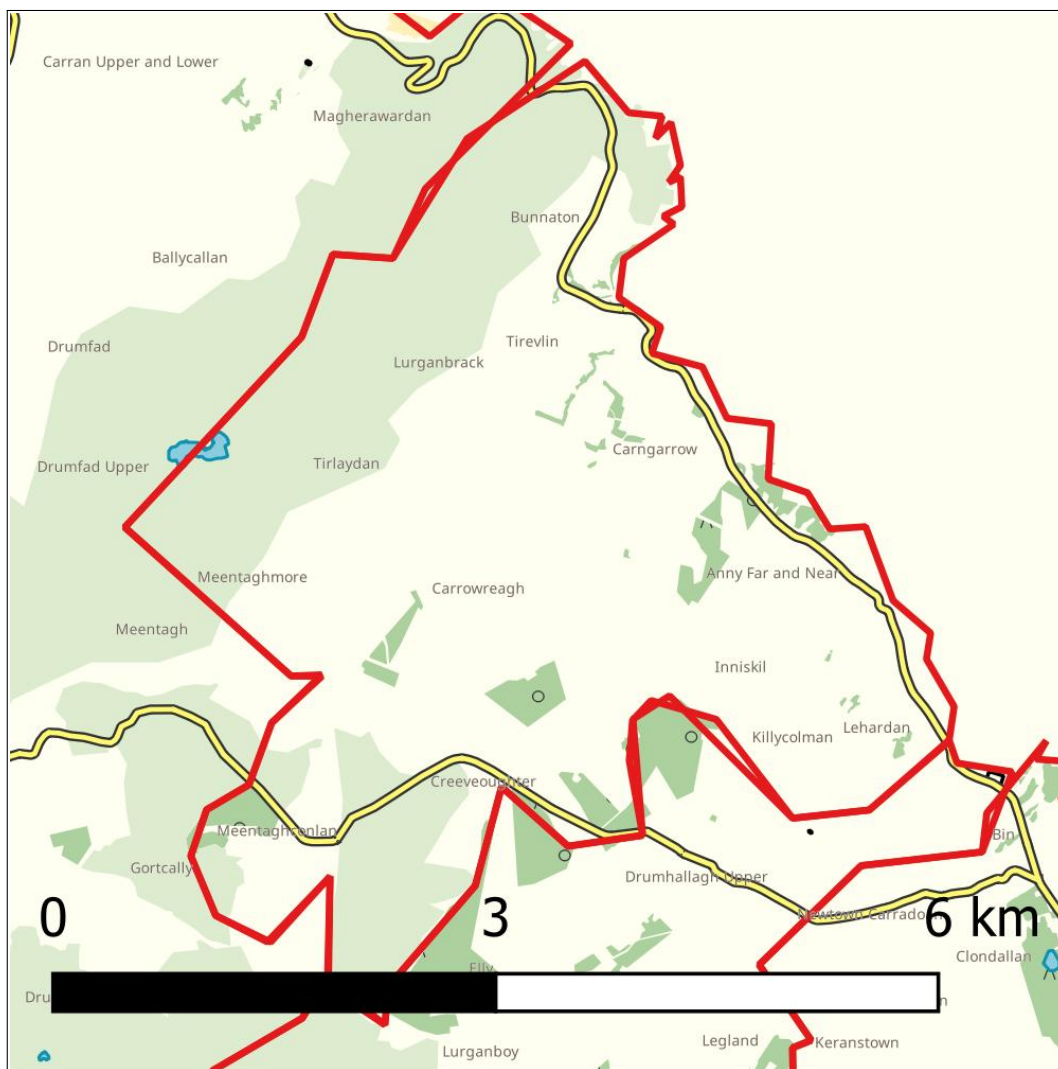 Carran Upper and Lower
Magherawardan
Bunnaton
Ballycallan
Tirevlin
Drumfad
Lurganbrack
Carngarrow
Drumfad Upper
Tirlaydan
Anny Far and Near
Meentaghmore
Carrowreagh
Meentagh
Inniskil
Lehardan
Killycolman
Creeveoughter
Meentaghconlan
Bin
Gortcally
Drumhallagh Upper
0
3
6 km
Clondallan
Elly
Legland
Keranstown
Lurganboy